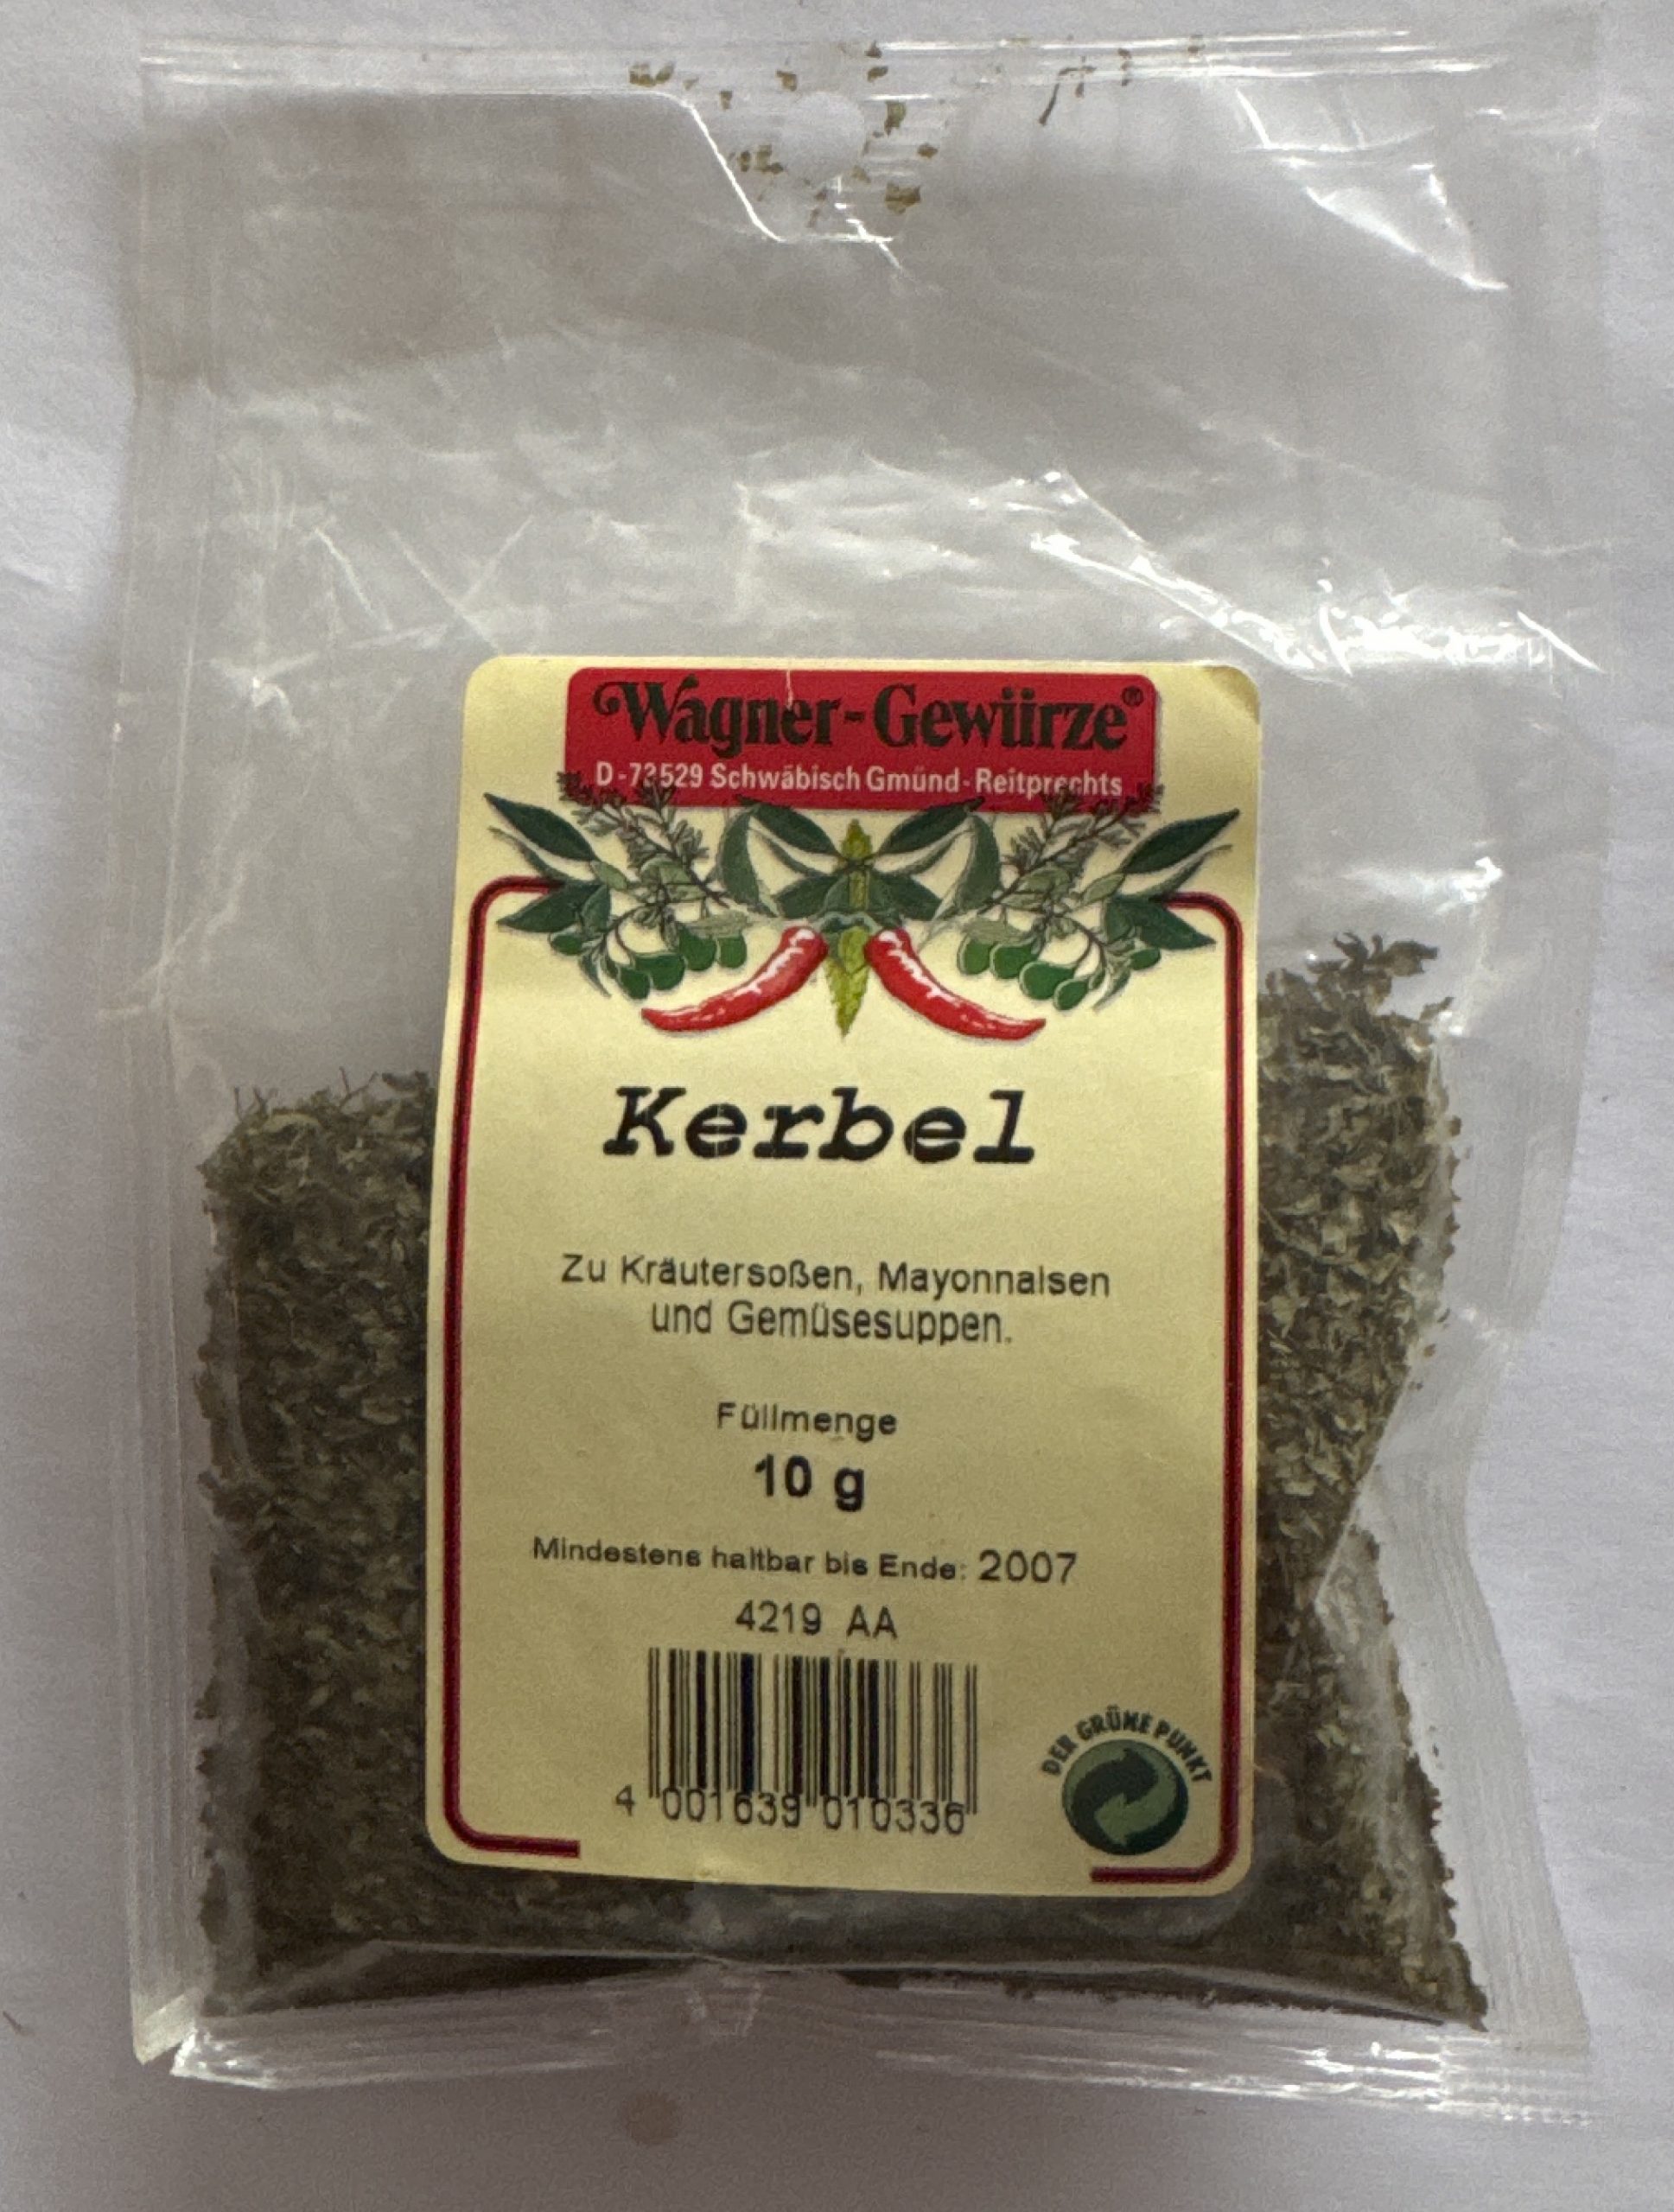 Wagner-Gewürze®
D-73529 Schwäbisch Gmünd-Reitprechts
Kerbel
Zu Kräutersoßen, Mayonnaisen
und Gemüsesuppen.
Füllmenge
10 g
Mindestens haltbar bis Ende: 2007
4219 AA
4 001639 010336
DER GRÜNE PUNKT